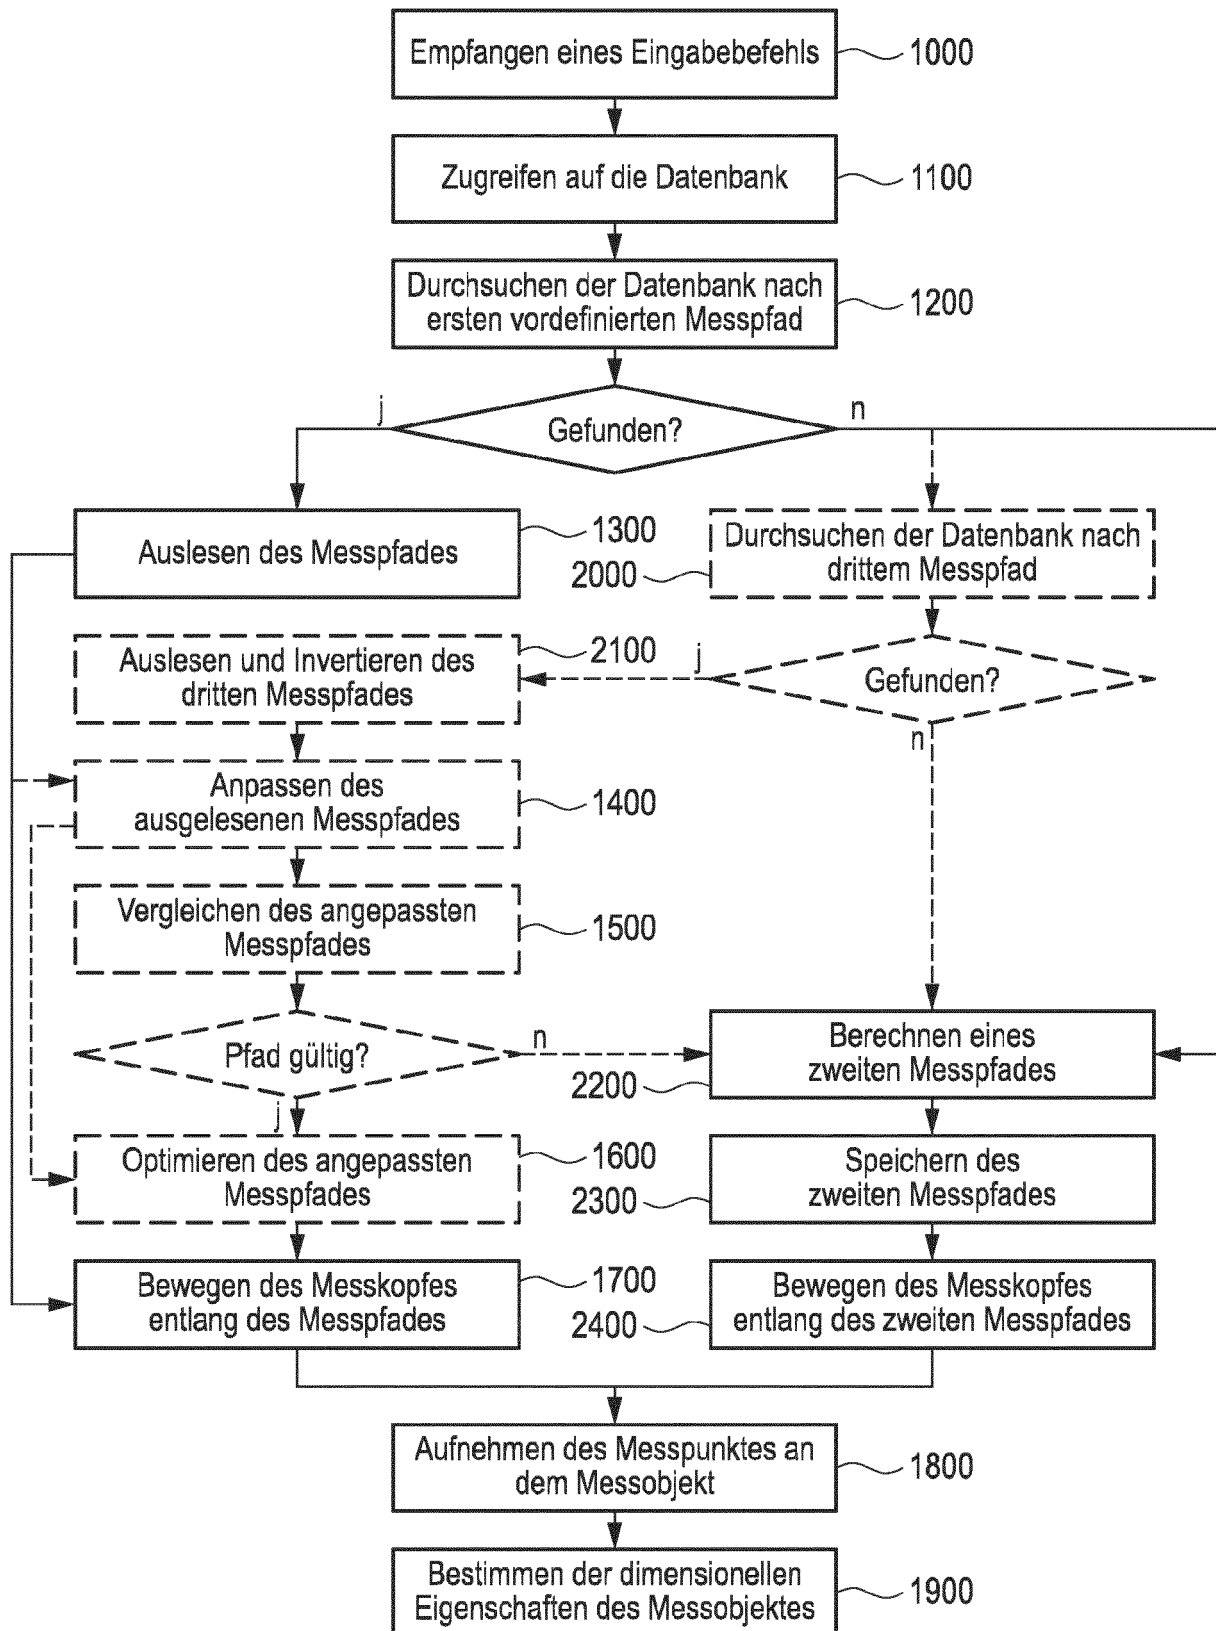 Empfangen eines Eingabebefehls
1000
Zugreifen auf die Datenbank
1100
Durchsuchen der Datenbank nach
ersten vordefinierten Messpfad
1200
j
Gefunden?
n
Auslesen des Messpfades
1300
Durchsuchen der Datenbank nach
drittem Messpfad
2000
Auslesen und Invertieren des
dritten Messpfades
2100
j
Gefunden?
n
Anpassen des
ausgelesenen Messpfades
1400
Vergleichen des angepassten
Messpfades
1500
Pfad gültig?
n
j
Berechnen eines
zweiten Messpfades
2200
Optimieren des angepassten
Messpfades
1600
Speichern des
zweiten Messpfades
2300
Bewegen des Messkopfes
entlang des Messpfades
1700
Bewegen des Messkopfes
entlang des zweiten Messpfades
2400
Aufnehmen des Messpunktes an
dem Messobjekt
1800
Bestimmen der dimensionellen
Eigenschaften des Messobjektes
1900